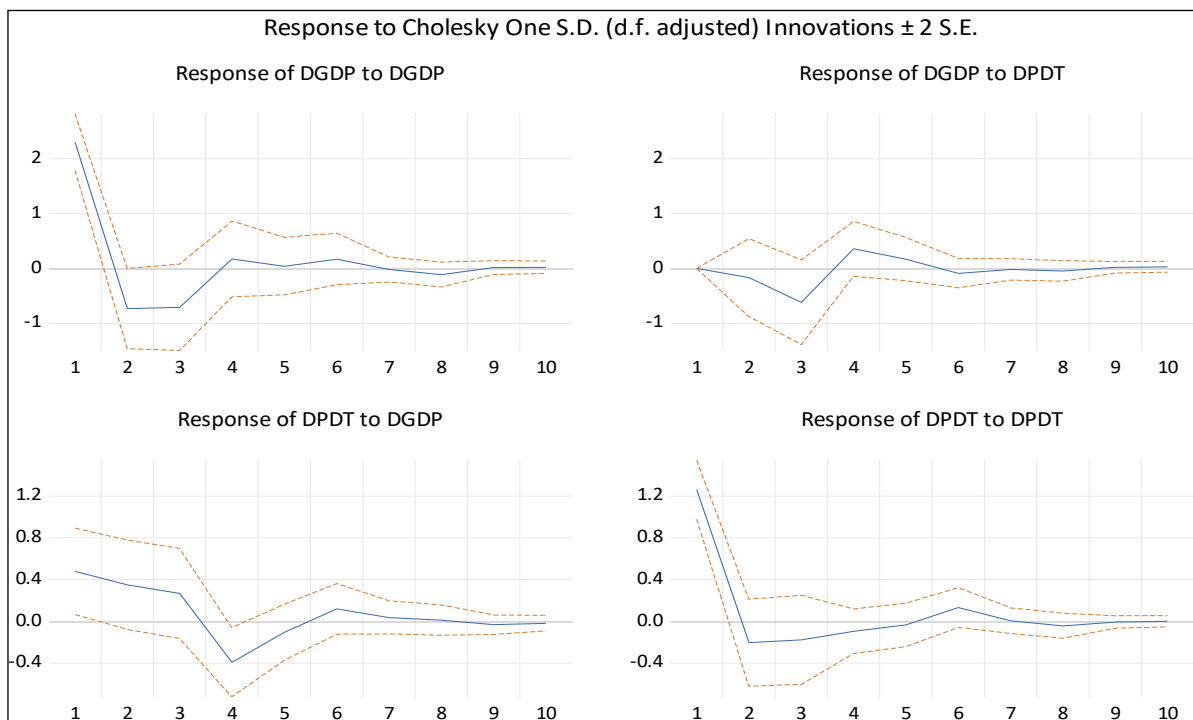 Response to Cholesky One S.D. (d.f. adjusted) Innovations ± 2 S.E.
Response of DGDP to DGDP
2
1
0
-1
1 2 3 4 5 6 7 8 9 10
Response of DGDP to DPDT
2
1
0
-1
1 2 3 4 5 6 7 8 9 10
Response of DPDT to DGDP
1.2
0.8
0.4
0.0
-0.4
1 2 3 4 5 6 7 8 9 10
Response of DPDT to DPDT
1.2
0.8
0.4
0.0
-0.4
1 2 3 4 5 6 7 8 9 10